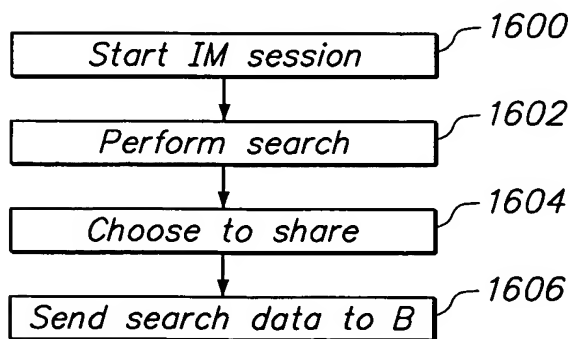 1600
Start IM session
1602
Perform search
1604
Choose to share
1606
Send search data to B